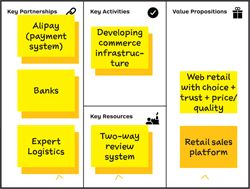 Key Partnerships
Alipay
(payment
system)
Banks
Expert
Logistics
Key Activities
Developing
commerce
infrastruc-
ture
Key Resources
Two-way
review
system
Value Propositions
Web retail
with choice +
trust + price/
quality
Retail sales
platform